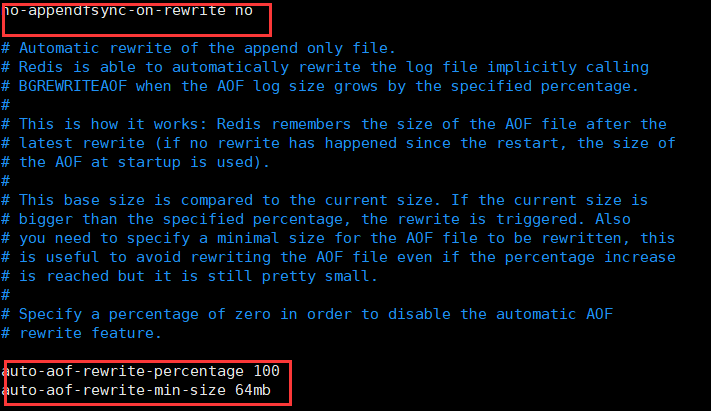 no-appendfsync-on-rewrite no
# Automatic rewrite of the append only file.
# Redis is able to automatically rewrite the log file implicitly calling
# BGREWRITEAOF when the AOF log size grows by the specified percentage.
#
# This is how it works: Redis remembers the size of the AOF file after the
# latest rewrite (if no rewrite has happened since the restart, the size of
# the AOF at startup is used).
#
# This base size is compared to the current size. If the current size is
# bigger than the specified percentage, the rewrite is triggered. Also
# you need to specify a minimal size for the AOF file to be rewritten, this
# is useful to avoid rewriting the AOF file even if the percentage increase
# is reached but it is still pretty small.
#
# Specify a percentage of zero in order to disable the automatic AOF
# rewrite feature.
auto-aof-rewrite-percentage 100
auto-aof-rewrite-min-size 64mb